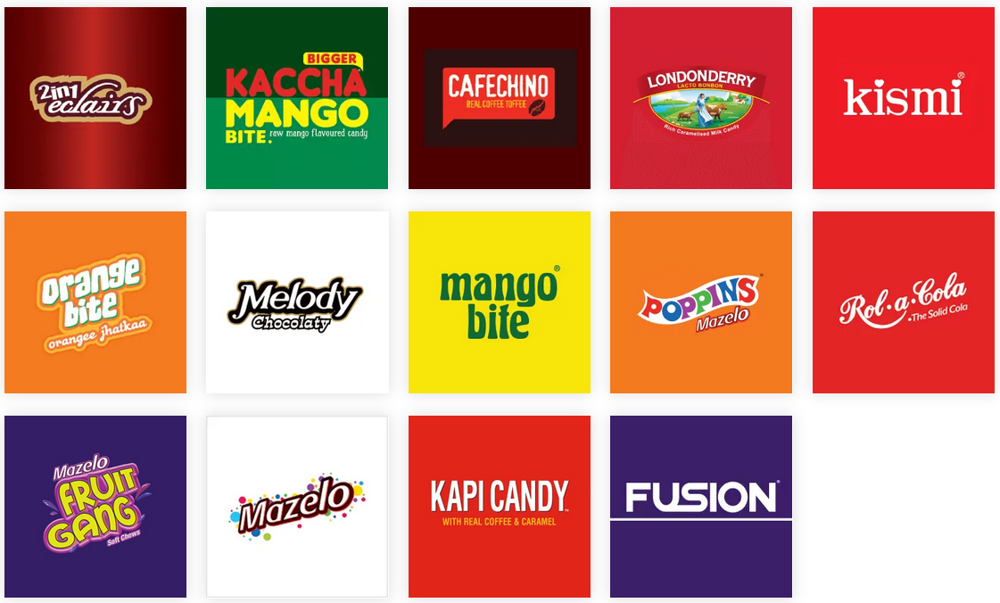 2in1
eclairs
BIGGER
KACCHA
MANGO
BITE. raw mango flavoured candy
CAFECHINO
REAL COFFEE TOFFEE
LONDONDERRY
LACTO BONBON
Rich Caramelised Milk Candy
kismi®
orange
bite
orangee jhatkaa
Melody
Chocolaty
mango®
bite
POPPINS
Mazelo
Rol·a·Cola
·The Solid Cola
Mazelo
FRUIT
GANG
Soft Chews
Mazelo
KAPI CANDY
WITH REAL COFFEE & CARAMEL
FUSION